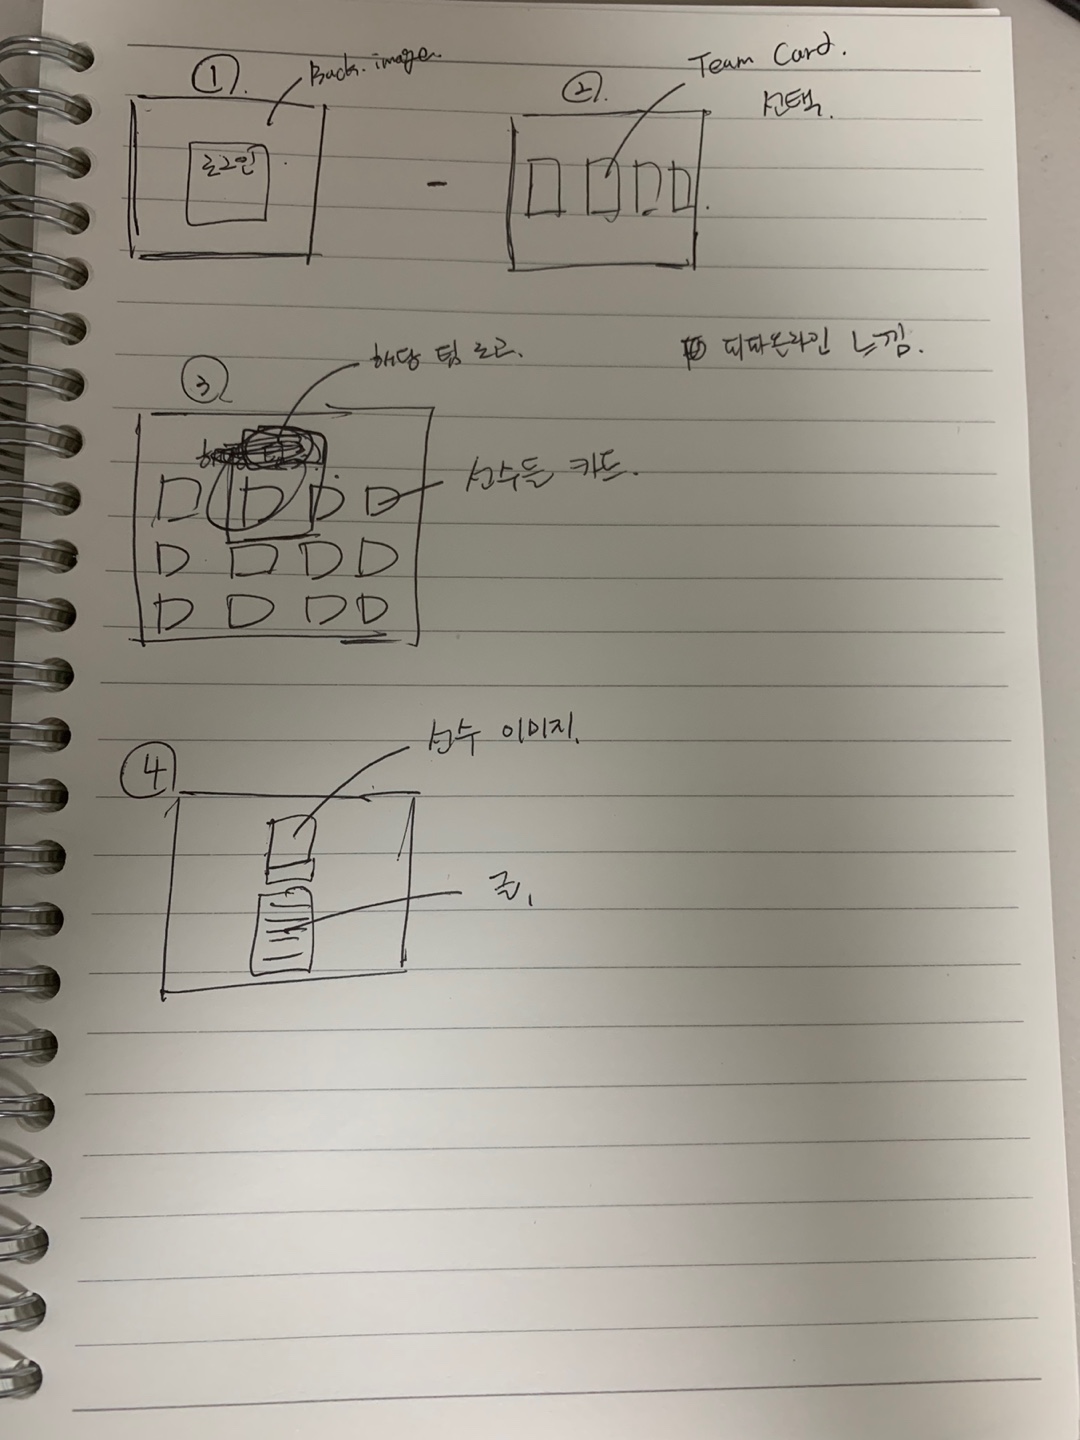 ①.
Back. image.
로그인
②.
Team Card.
선택.
③
해당 팀 로고.
피파온라인 느낌.
선수들 카드.
④
선수 이미지.
글,